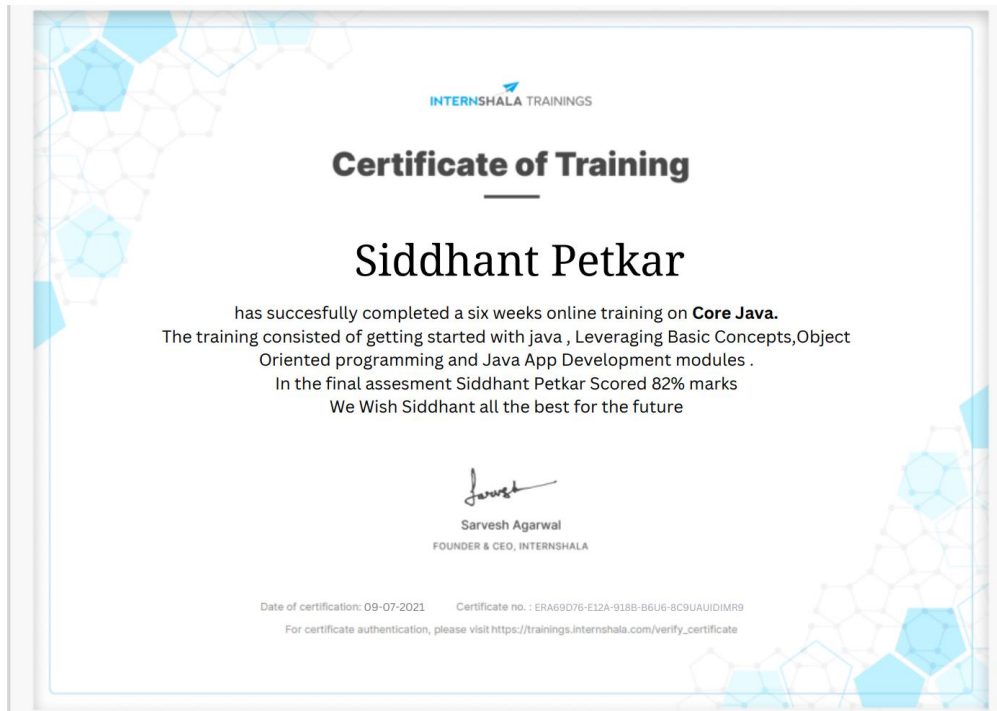 INTERNSHALA TRAININGS
Certificate of Training
Siddhant Petkar
has succesfully completed a six weeks online training on Core Java.
The training consisted of getting started with java , Leveraging Basic Concepts,Object
Oriented programming and Java App Development modules .
In the final assesment Siddhant Petkar Scored 82% marks
We Wish Siddhant all the best for the future
Sarvesh
Sarvesh Agarwal
FOUNDER & CEO, INTERNSHALA
Date of certification: 09-07-2021 Certificate no. : ERA69D76-E12A-918B-B6U6-8C9UAUIDIMR9
For certificate authentication, please visit https://trainings.internshala.com/verify_certificate